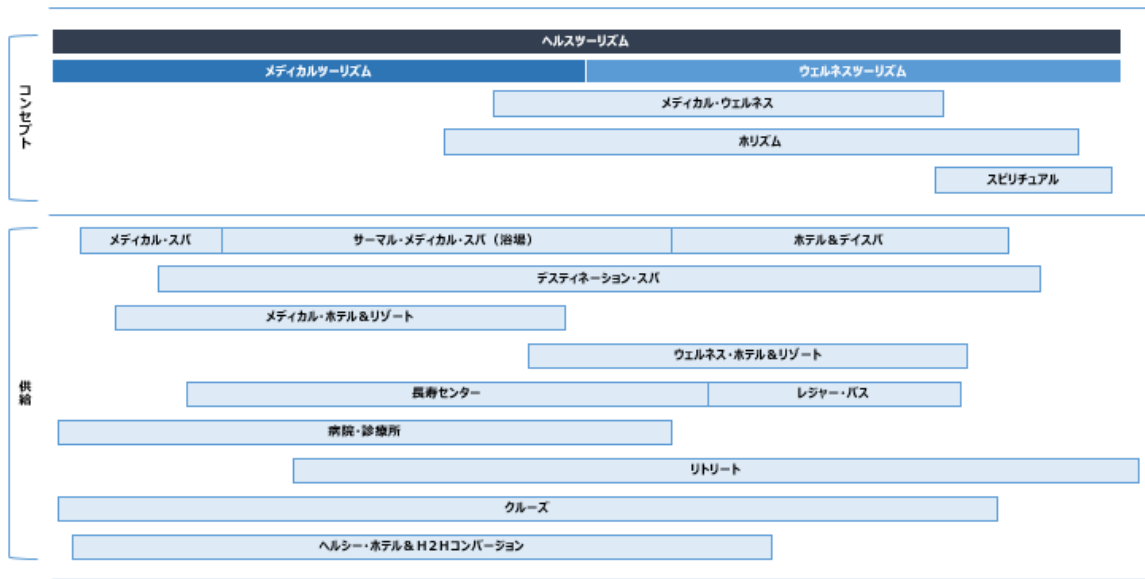 ヘルスツーリズム
メディカルツーリズム ウェルネスツーリズム
メディカル・ウェルネス
ホリズム
スピリチュアル
コンセプト
メディカル・スパ サーマル・メディカル・スパ（浴場） ホテル＆デイスパ
デスティネーション・スパ
メディカル・ホテル＆リゾート
ウェルネス・ホテル＆リゾート
長寿センター レジャー・バス
病院・診療所
リトリート
クルーズ
ヘルシー・ホテル＆H2Hコンバージョン
供給